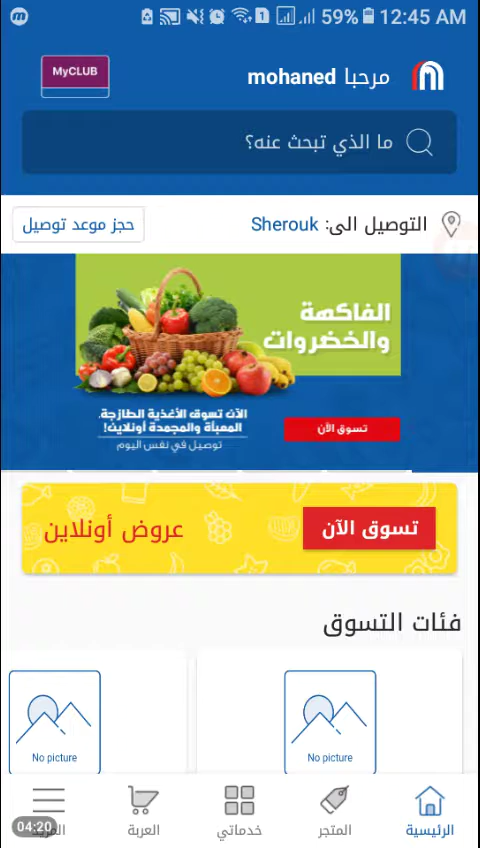 59% 12:45 AM
MyCLUB
مرحبا mohaned
ما الذي تبحث عنه؟
التوصيل الى: Sherouk
حجز موعد توصيل
الفاكهة
والخضروات
الآن تسوق الأغذية الطازجة،
المعبأة والمجمدة أونلاين!
توصيل في نفس اليوم
تسوق الآن
تسوق الآن
عروض أونلاين
فئات التسوق
No picture
No picture
الرئيسية
المتجر
خدماتي
العربة
04:20